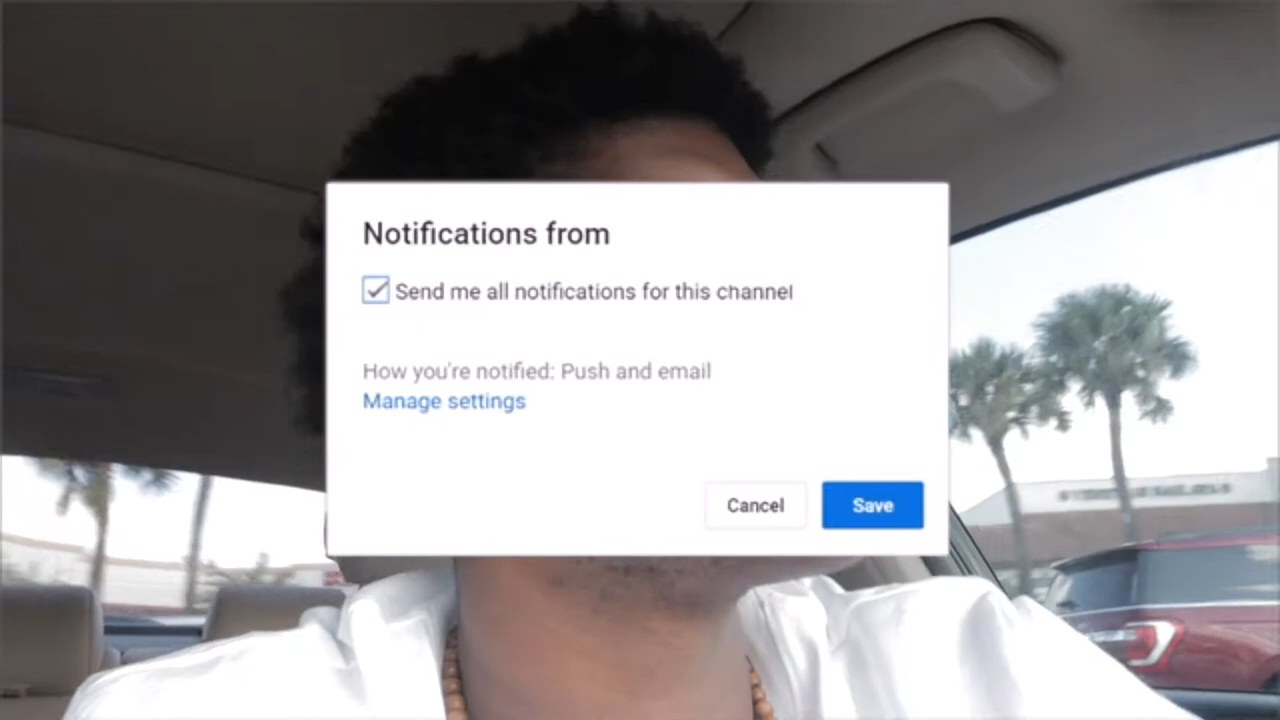 Notifications from
Send me all notifications for this channel
How you're notified: Push and email
Manage settings
Cancel
Save